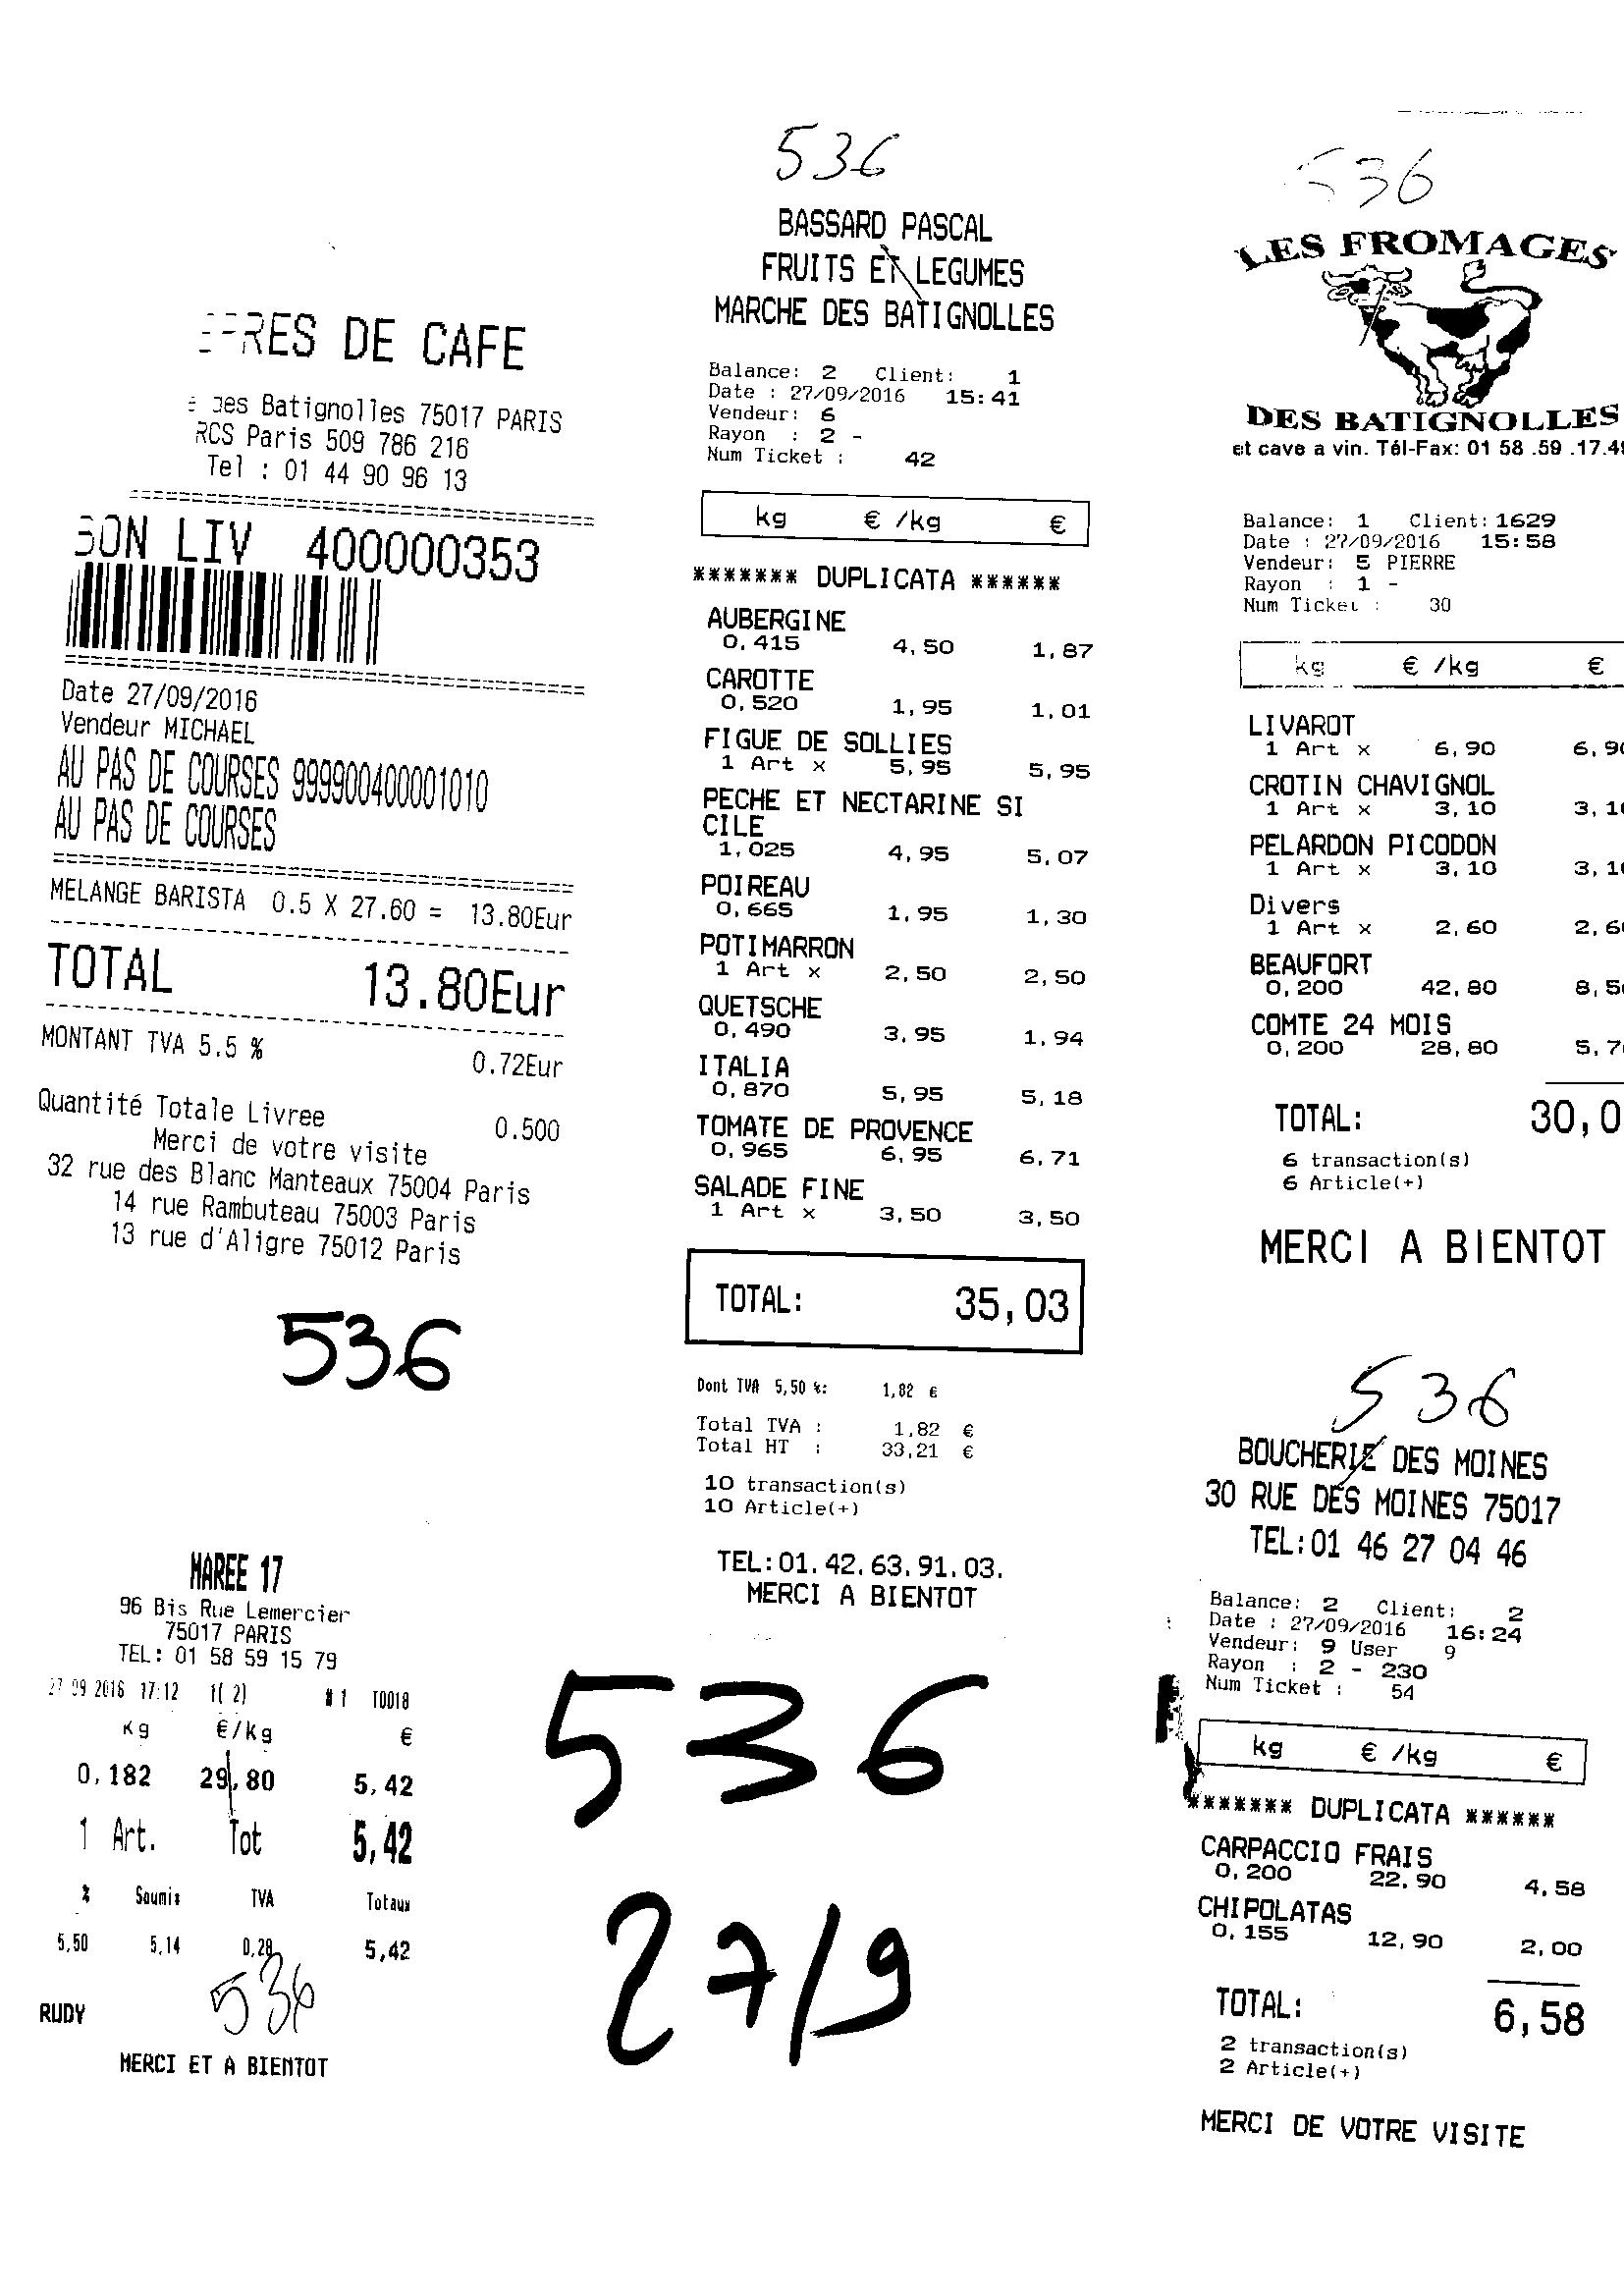 RES DE CAFE
Batignolles 75017 PARIS
RCS Paris 509 786 216
Tel : 01 44 90 96 13
BON LIV 400000353
Date 27/09/2016
Vendeur MICHAEL
AU PAS DE COURSES 999900400001010
AU PAS DE COURSES
MELANGE BARISTA 0.5 X 27.60 = 13.80Eur
TOTAL 13.80Eur
MONTANT TVA 5.5 % 0.72Eur
Quantité Totale Livree 0.500
Merci de votre visite
32 rue des Blanc Manteaux 75004 Paris
14 rue Rambuteau 75003 Paris
13 rue d'Aligre 75012 Paris
536
MAREE 17
96 Bis Rue Lemercier
75017 PARIS
TEL: 01 58 59 15 79
27 09 2016 17:12 1( 2) #1 T0018
Kg €/Kg €
0,182 29,80 5,42
1 Art. Tot 5,42
% Soumis TVA Totaux
5,50 5,14 0,28 5,42
536
RUDY
MERCI ET A BIENTOT
536
BASSARD PASCAL
FRUITS ET LEGUMES
MARCHE DES BATIGNOLLES
Balance: 2 Client: 1
Date : 27/09/2016 15:41
Vendeur: 6
Rayon : 2 -
Num Ticket : 42
kg € /kg €
******* DUPLICATA ******
AUBERGINE
0,415 4,50 1,87
CAROTTE
0,520 1,95 1,01
FIGUE DE SOLLIES
1 Art x 5,95 5,95
PECHE ET NECTARINE SI
CILE
1,025 4,95 5,07
POIREAU
0,665 1,95 1,30
POTIMARRON
1 Art x 2,50 2,50
QUETSCHE
0,490 3,95 1,94
ITALIA
0,870 5,95 5,18
TOMATE DE PROVENCE
0,965 6,95 6,71
SALADE FINE
1 Art x 3,50 3,50
TOTAL: 35,03
Dont TVA 5,50 %: 1,82 €
Total TVA : 1,82 €
Total HT : 33,21 €
10 transaction(s)
10 Article(+)
TEL:01.42.63.91.03.
MERCI A BIENTOT
536
27/9
536
LES FROMAGES
DES BATIGNOLLES
et cave a vin. Tél-Fax: 01 58 .59 .17.49
Balance: 1 Client: 1629
Date : 27/09/2016 15:58
Vendeur: 5 PIERRE
Rayon : 1 -
Num Ticket : 30
kg € /kg €
LIVAROT
1 Art x 6,90 6,9
CROTIN CHAVIGNOL
1 Art x 3,10 3,1
PELARDON PICODON
1 Art x 3,10 3,1
Divers
1 Art x 2,60 2,6
BEAUFORT
0,200 42,80 8,5
COMTE 24 MOIS
0,200 28,80 5,7
TOTAL: 30,0
6 transaction(s)
6 Article(+)
MERCI A BIENTOT
536
BOUCHERIE DES MOINES
30 RUE DES MOINES 75017
TEL:01 46 27 04 46
Balance: 2 Client: 2
Date : 27/09/2016 16:24
Vendeur: 9 User 9
Rayon : 2 - 230
Num Ticket : 54
kg € /kg €
******* DUPLICATA ******
CARPACCIO FRAIS
0,200 22,90 4,58
CHIPOLATAS
0,155 12,90 2,00
TOTAL: 6,58
2 transaction(s)
2 Article(+)
MERCI DE VOTRE VISITE